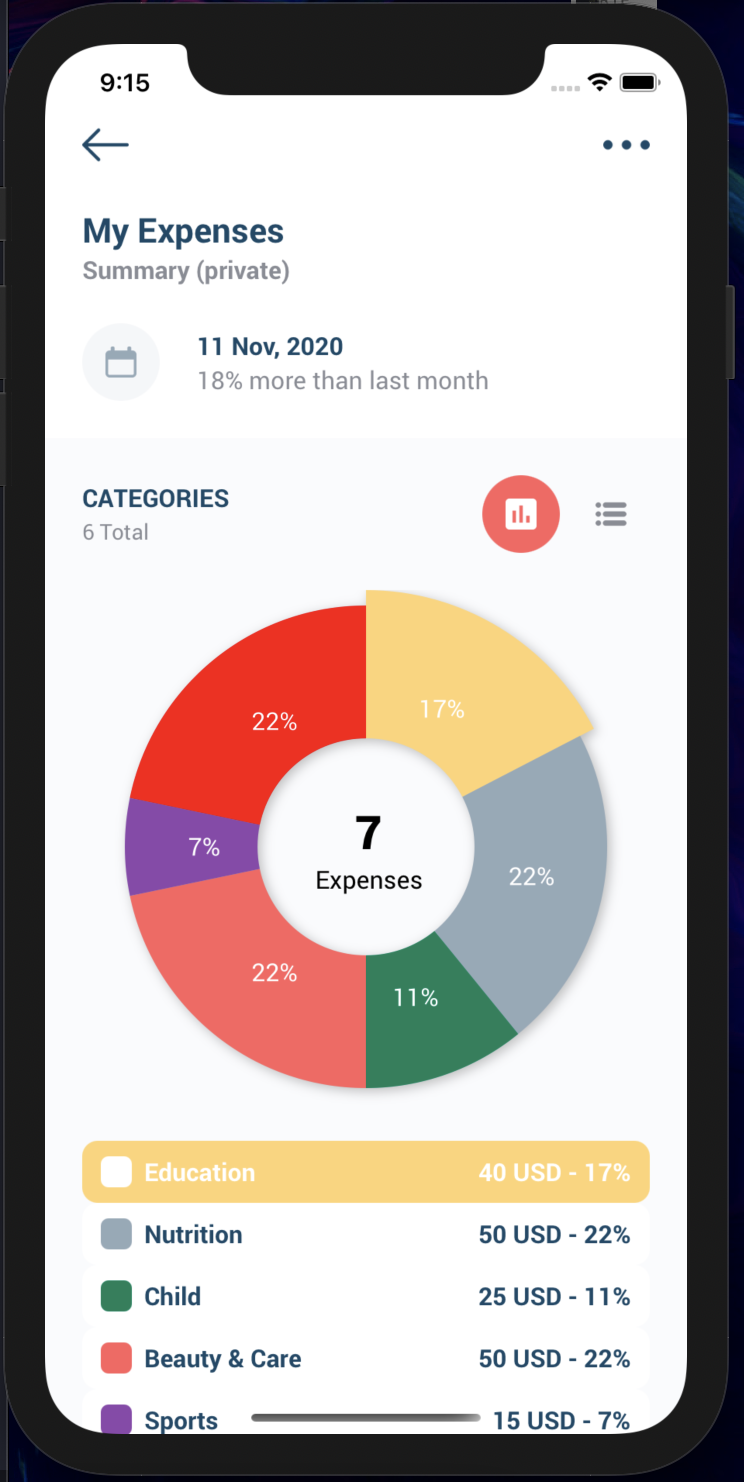 9:15
My Expenses
Summary (private)
11 Nov, 2020
18% more than last month
CATEGORIES
6 Total
17%
22%
22%
7%
7
Expenses
22%
11%
Education 40 USD - 17%
Nutrition 50 USD - 22%
Child 25 USD - 11%
Beauty & Care 50 USD - 22%
Sports 15 USD - 7%